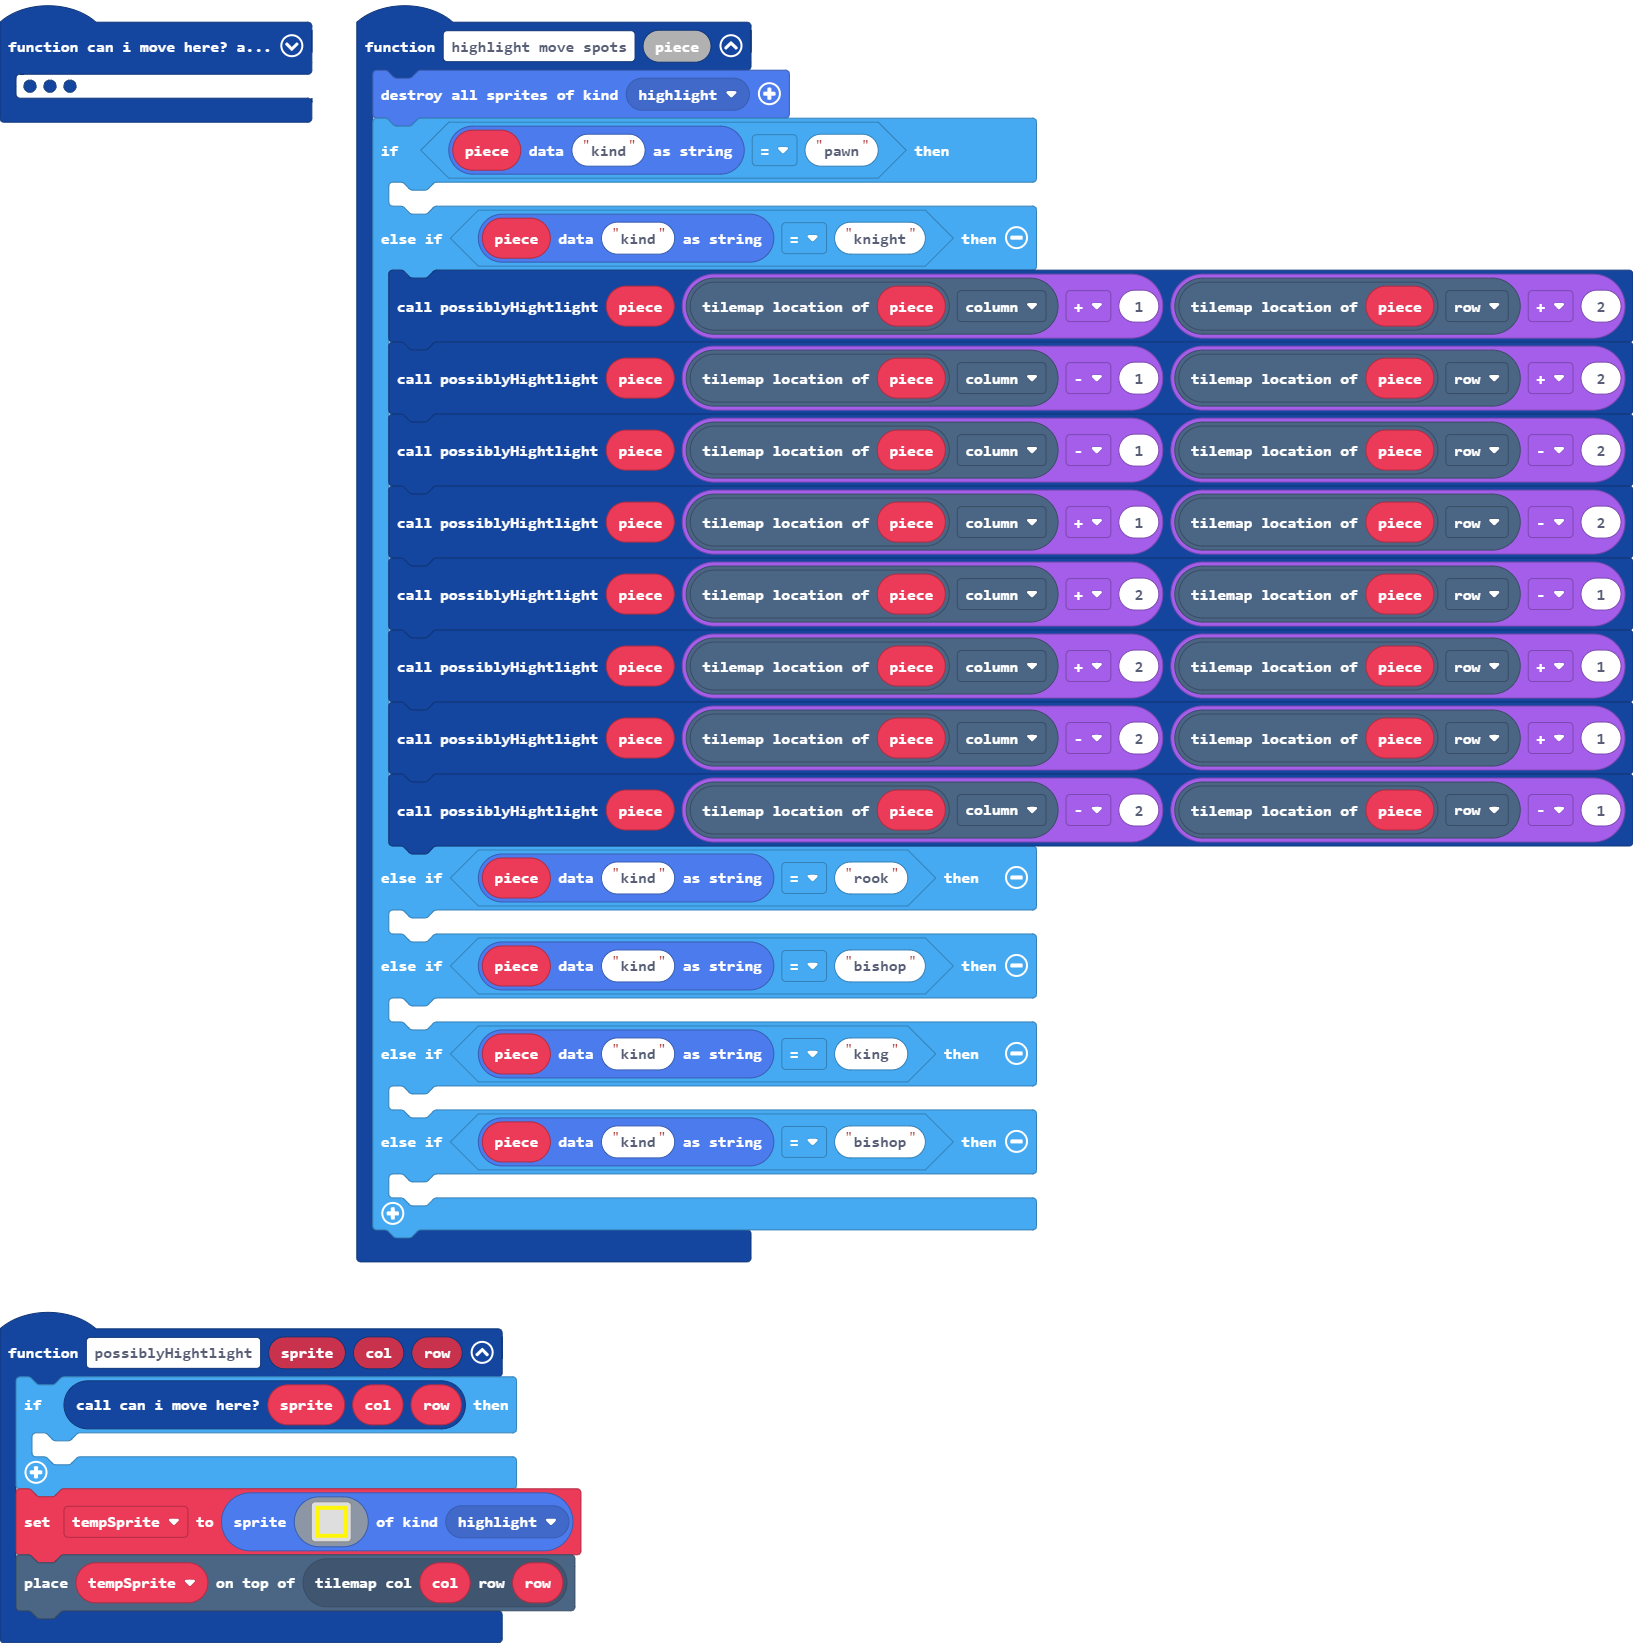 function can i move here? a...
function highlight move spots piece
destroy all sprites of kind highlight
if piece data "kind" as string = "pawn" then
else if piece data "kind" as string = "knight" then
call possiblyHightlight piece tilemap location of piece column + 1 tilemap location of piece row + 2
call possiblyHightlight piece tilemap location of piece column - 1 tilemap location of piece row + 2
call possiblyHightlight piece tilemap location of piece column - 1 tilemap location of piece row - 2
call possiblyHightlight piece tilemap location of piece column + 1 tilemap location of piece row - 2
call possiblyHightlight piece tilemap location of piece column + 2 tilemap location of piece row - 1
call possiblyHightlight piece tilemap location of piece column + 2 tilemap location of piece row + 1
call possiblyHightlight piece tilemap location of piece column - 2 tilemap location of piece row + 1
call possiblyHightlight piece tilemap location of piece column - 2 tilemap location of piece row - 1
else if piece data "kind" as string = "rook" then
else if piece data "kind" as string = "bishop" then
else if piece data "kind" as string = "king" then
else if piece data "kind" as string = "bishop" then
function possiblyHightlight sprite col row
if call can i move here? sprite col row then
set tempSprite to sprite of kind highlight
place tempSprite on top of tilemap col col row row